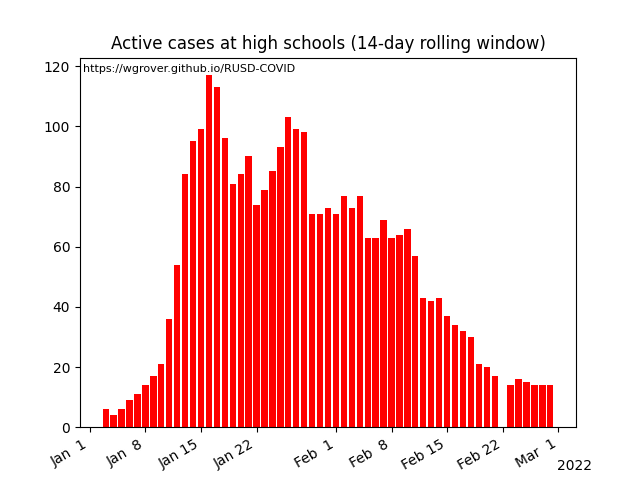 Active cases at high schools (14-day rolling window)
https://wgrover.github.io/RUSD-COVID
120
100
80
60
40
20
0
Jan 1
Jan 8
Jan 15
Jan 22
Feb 1
Feb 8
Feb 15
Feb 22
Mar 1
2022